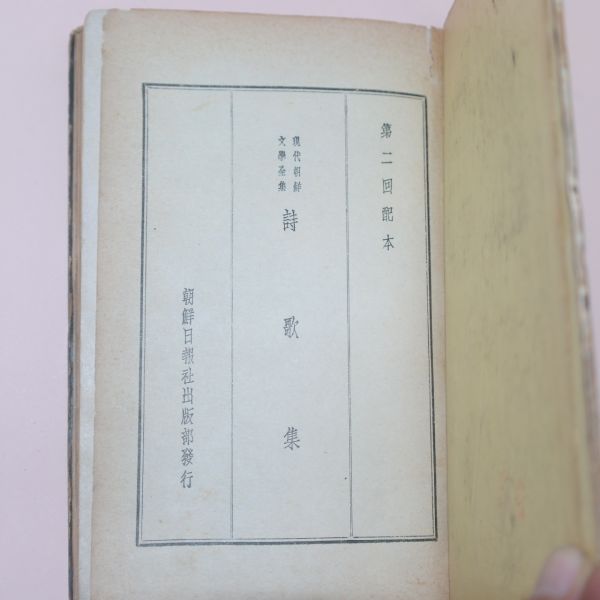 第二回配本
現代朝鮮
文學全集
詩歌集
朝鮮日報社出版部發行